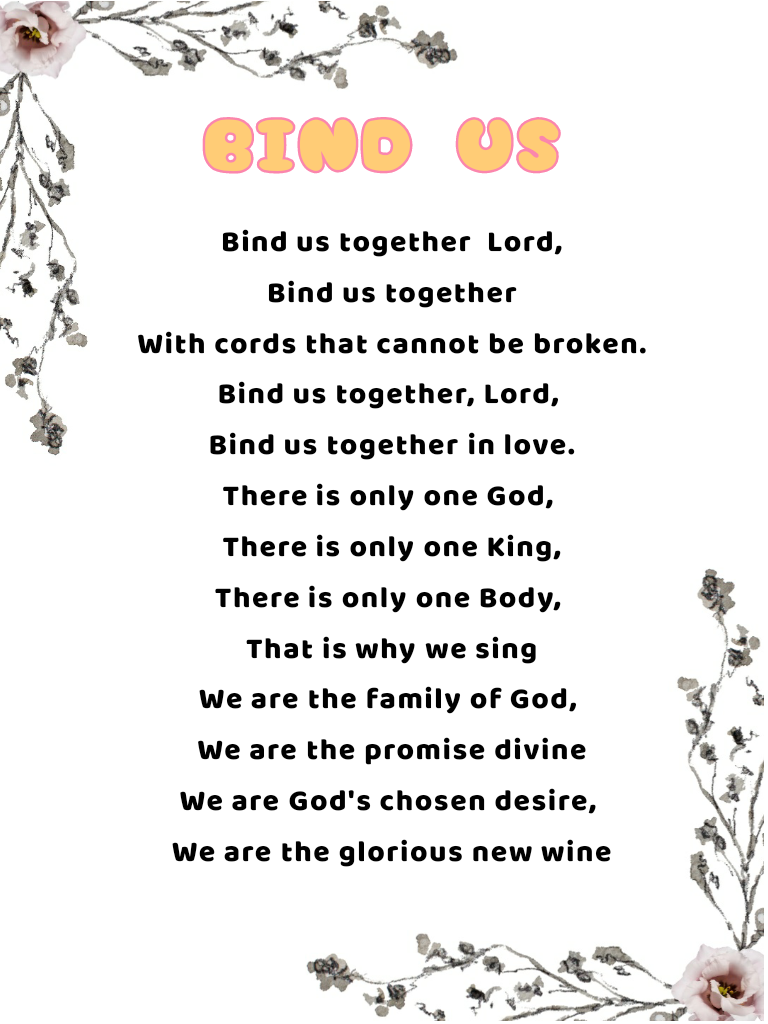 BIND US
Bind us together Lord,
Bind us together
With cords that cannot be broken.
Bind us together, Lord,
Bind us together in love.
There is only one God,
There is only one King,
There is only one Body,
That is why we sing
We are the family of God,
We are the promise divine
We are God's chosen desire,
We are the glorious new wine